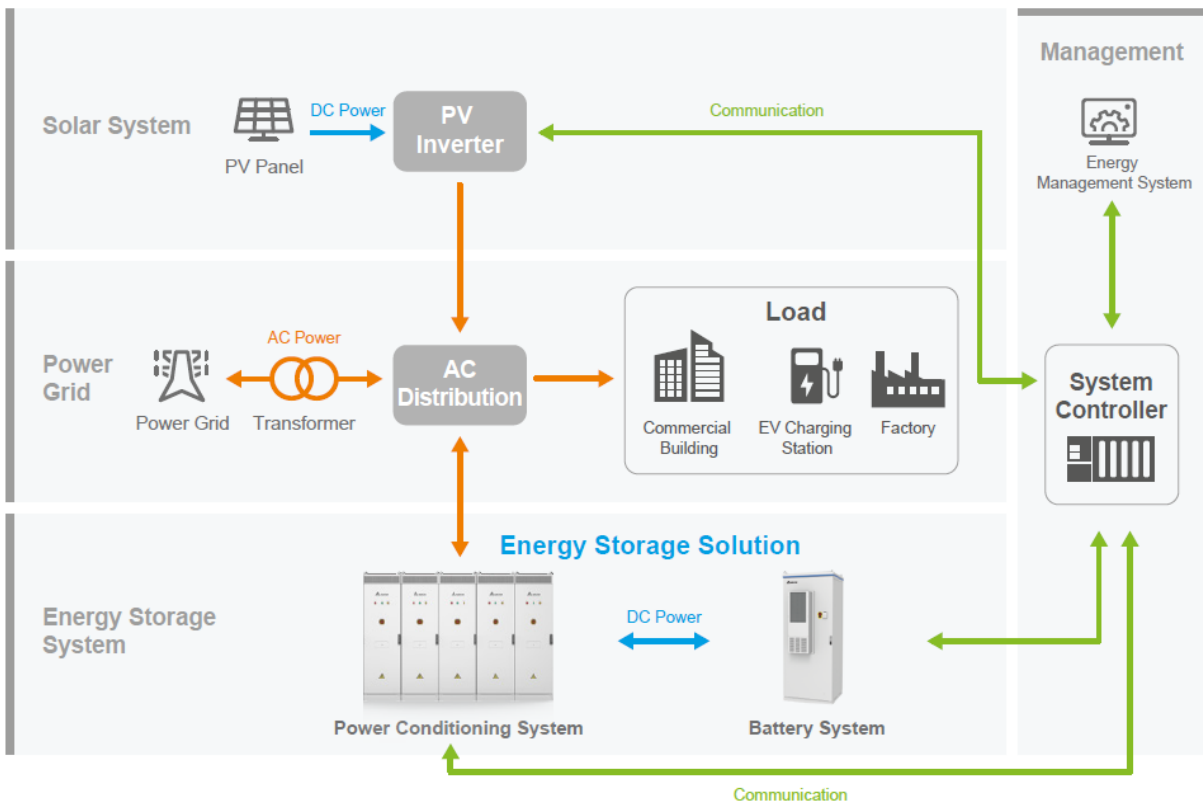 Management
Solar System
DC Power
PV
Inverter
Communication
PV Panel
Energy
Management System
Power
Grid
AC Power
Power Grid
Transformer
AC
Distribution
Load
Commercial
Building
EV Charging
Station
Factory
System
Controller
Energy Storage
System
Energy Storage Solution
DC Power
Power Conditioning System
Battery System
Communication